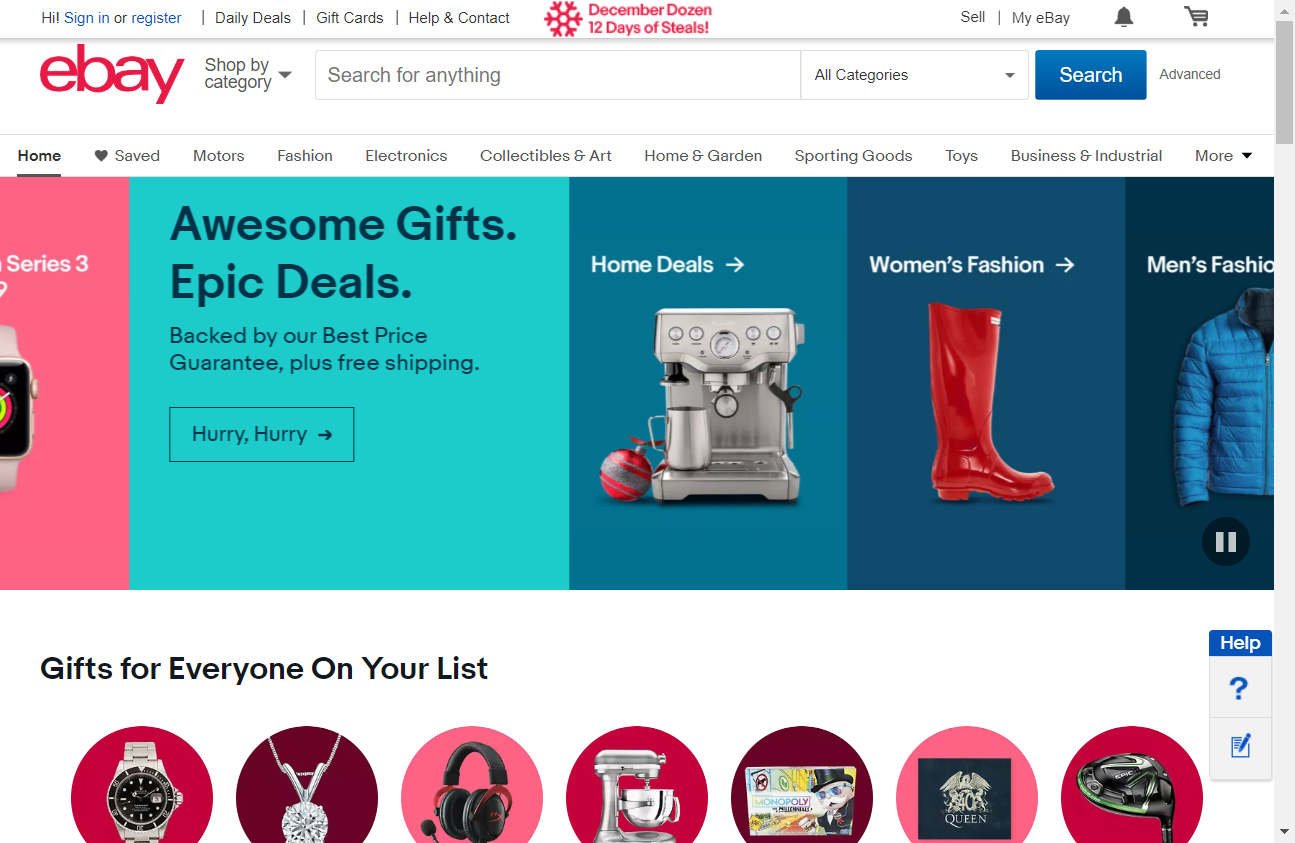 Hi! Sign in or register | Daily Deals | Gift Cards | Help & Contact
December Dozen
12 Days of Steals!
Sell | My eBay
ebay
Shop by
category
Search for anything
All Categories
Search
Advanced
Home
Saved
Motors
Fashion
Electronics
Collectibles & Art
Home & Garden
Sporting Goods
Toys
Business & Industrial
More
Series 3
Awesome Gifts.
Epic Deals.
Backed by our Best Price
Guarantee, plus free shipping.
Hurry, Hurry →
Home Deals →
Women's Fashion →
Men's Fashio
Help
?
Gifts for Everyone On Your List
MONOPOLY
EPIC
QUEEN